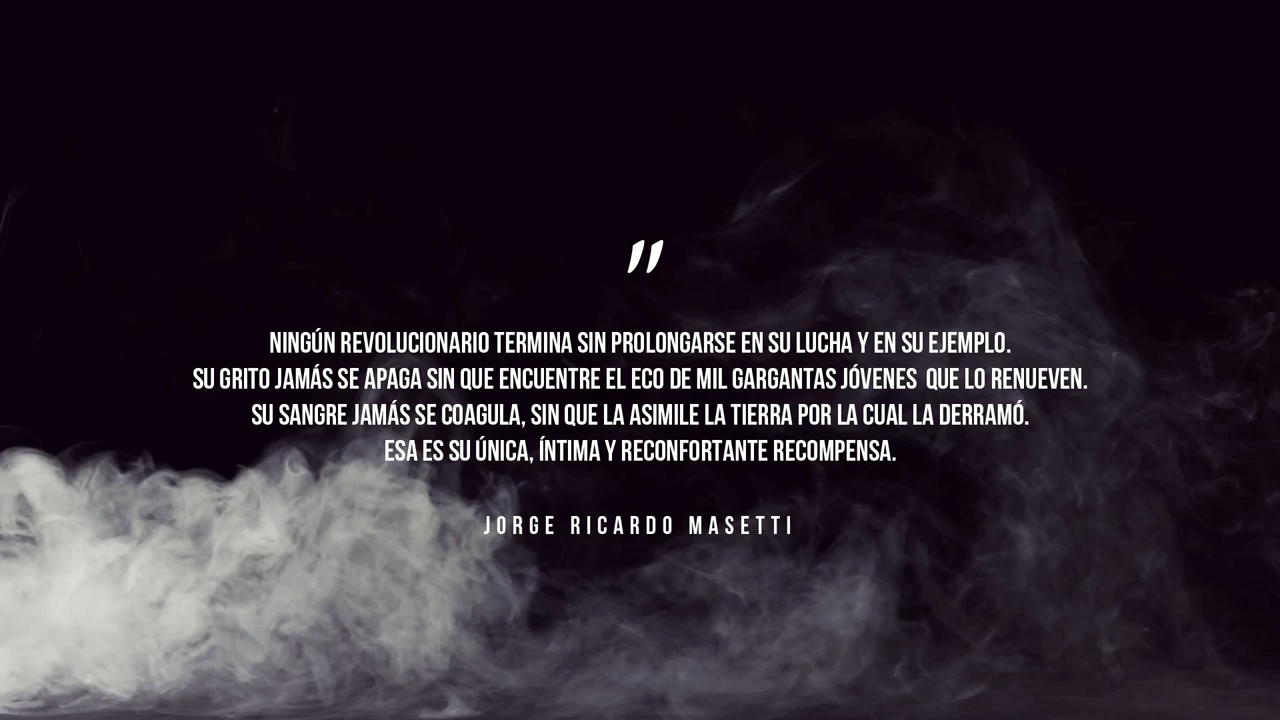 "
NINGÚN REVOLUCIONARIO TERMINA SIN PROLONGARSE EN SU LUCHA Y EN SU EJEMPLO.
SU GRITO JAMÁS SE APAGA SIN QUE ENCUENTRE EL ECO DE MIL GARGANTAS JÓVENES  QUE LO RENUEVEN.
SU SANGRE JAMÁS SE COAGULA, SIN QUE LA ASIMILE LA TIERRA POR LA CUAL LA DERRAMÓ.
ESA ES SU ÚNICA, ÍNTIMA Y RECONFORTANTE RECOMPENSA.
JORGE RICARDO MASETTI